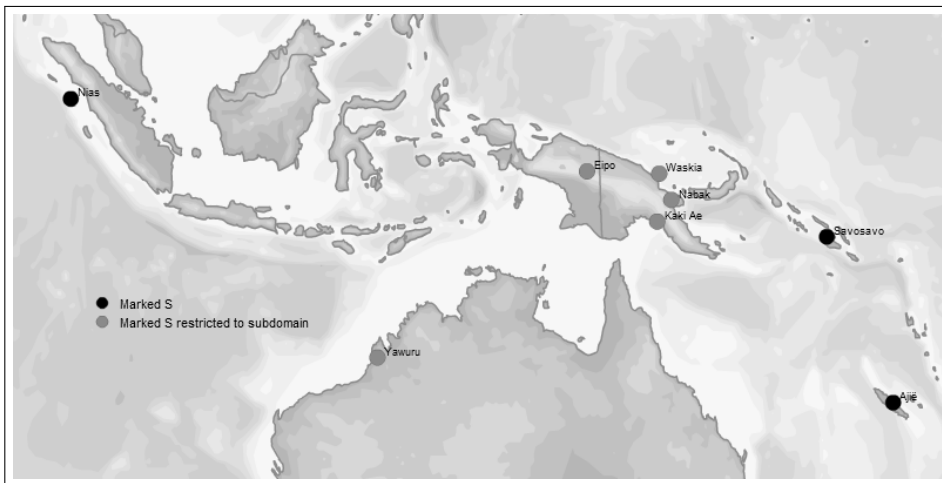 Nias
Eipo
Waskia
Nabak
Kaki Ae
Savosavo
Marked S
Marked S restricted to subdomain
Yawuru
Ajië